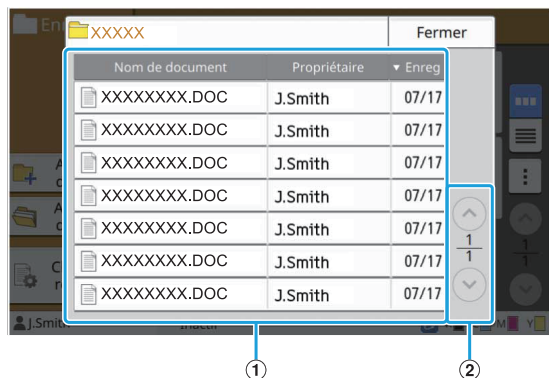 En
XXXXX
Fermer
Nom de document Propriétaire ▼ Enreg
XXXXXXXX.DOC J.Smith 07/17
XXXXXXXX.DOC J.Smith 07/17
XXXXXXXX.DOC J.Smith 07/17
XXXXXXXX.DOC J.Smith 07/17
XXXXXXXX.DOC J.Smith 07/17
XXXXXXXX.DOC J.Smith 07/17
XXXXXXXX.DOC J.Smith 07/17
1
1
J.Smith
Inactif
M Y
1 2